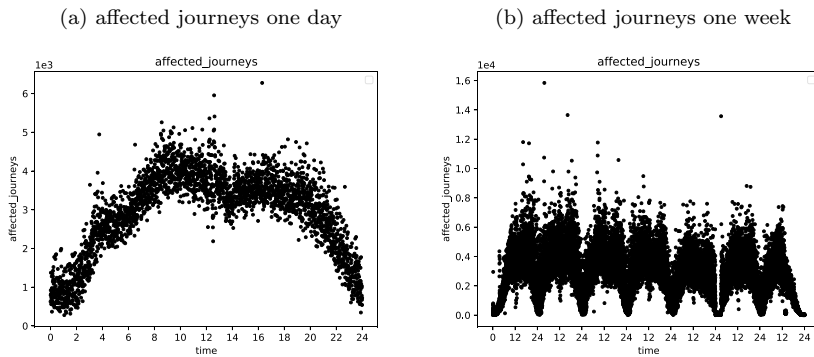 (a) affected journeys one day
(b) affected journeys one week
affected_journeys
1e3
6
5
4
3
2
1
0
affected_journeys
0 2 4 6 8 10 12 14 16 18 20 22 24
time
affected_journeys
1e4
1,6
1,4
1.2
1.0
0.8
0.6
0.4
0.2
0.0
affected_journeys
0 12 24 12 24 12 24 12 24 12 24 12 24 12 24
time